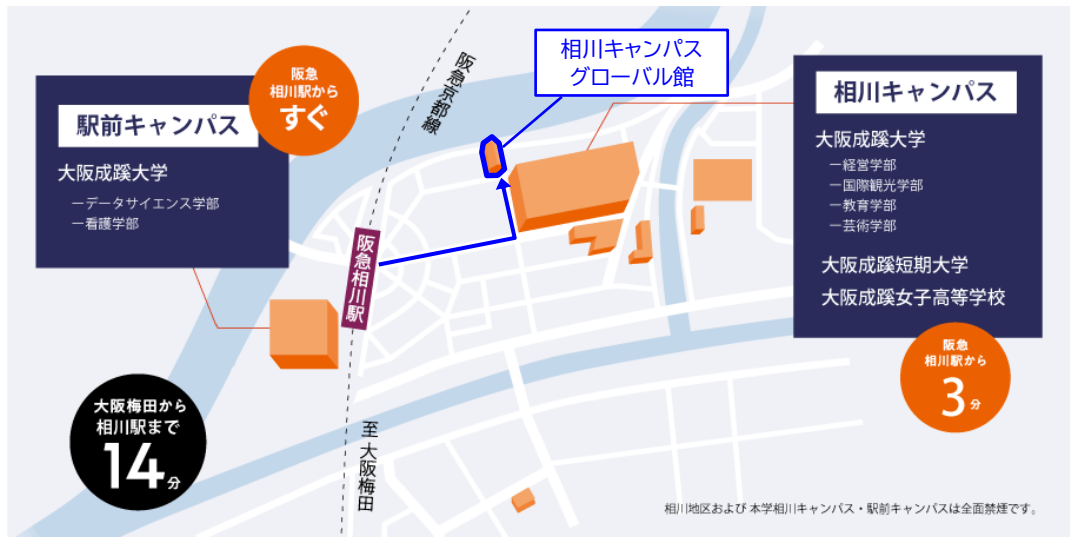 阪急
相川駅から
すぐ
駅前キャンパス
大阪成蹊大学
ーデータサイエンス学部
ー看護学部
阪急京都線
相川キャンパス
グローバル館
相川キャンパス
大阪成蹊大学
ー経営学部
ー国際観光学部
ー教育学部
ー芸術学部
大阪成蹊短期大学
大阪成蹊女子高等学校
阪急相川駅
阪急
相川駅から
3分
大阪梅田から
相川駅まで
14分
至 大阪梅田
相川地区および 本学相川キャンパス・駅前キャンパスは全面禁煙です。